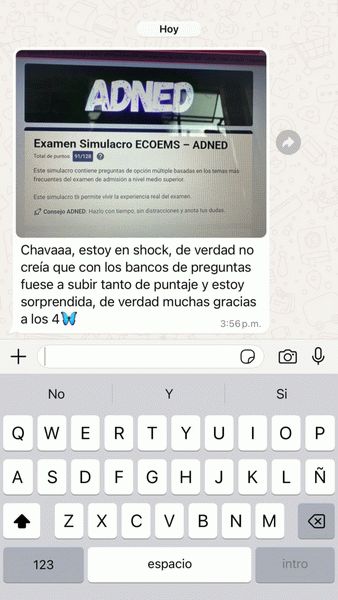 Hoy
ADNED
Examen Simulacro ECOEMS – ADNED
Total de puntos 91/128 ?
Este simulacro contiene preguntas de opción múltiple basadas en los temas más
frecuentes del examen de admisión a nivel medio superior.
Este simulacro te permite vivir la experiencia real del examen.
Consejo ADNED: Hazlo con tiempo, sin distracciones y anota tus dudas.
Chavaaa, estoy en shock, de verdad no
creía que con los bancos de preguntas
fuese a subir tanto de puntaje y estoy
sorprendida, de verdad muchas gracias
a los 4🦋
3:56 p.m.
No Y Si
Q W E R T Y U I O P
A S D F G H J K L Ñ
Z X C V B N M
123 espacio intro